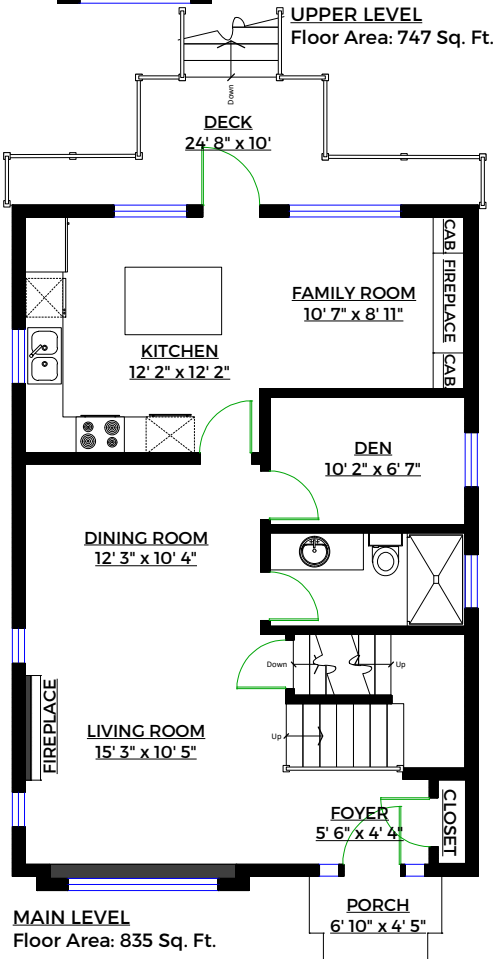 UPPER LEVEL
Floor Area: 747 Sq. Ft.
Down
DECK
24' 8" x 10'
CAB
FIREPLACE
CAB
FAMILY ROOM
10' 7" x 8' 11"
KITCHEN
12' 2" x 12' 2"
DEN
10' 2" x 6' 7"
DINING ROOM
12' 3" x 10' 4"
Down
Up
FIREPLACE
LIVING ROOM
15' 3" x 10' 5"
Up
FOYER
5' 6" x 4' 4"
CLOSET
PORCH
6' 10" x 4' 5"
MAIN LEVEL
Floor Area: 835 Sq. Ft.